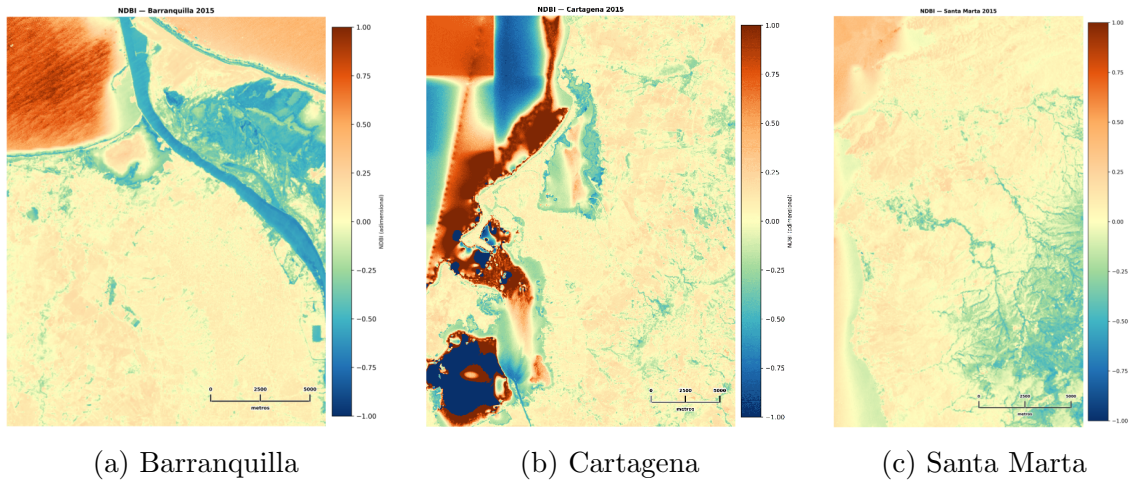 NDBI — Barranquilla 2015
1.00
0.75
0.50
0.25
0.00
−0.25
−0.50
−0.75
−1.00
NDBI (adimensional)
0 2500 5000
metros
(a) Barranquilla
NDBI — Cartagena 2015
1.00
0.75
0.50
0.25
0.00
−0.25
−0.50
−0.75
−1.00
NDBI (adimensional)
0 2500 5000
metros
(b) Cartagena
NDBI — Santa Marta 2015
1.00
0.75
0.50
0.25
0.00
−0.25
−0.50
−0.75
−1.00
0 2500 5000
metros
(c) Santa Marta